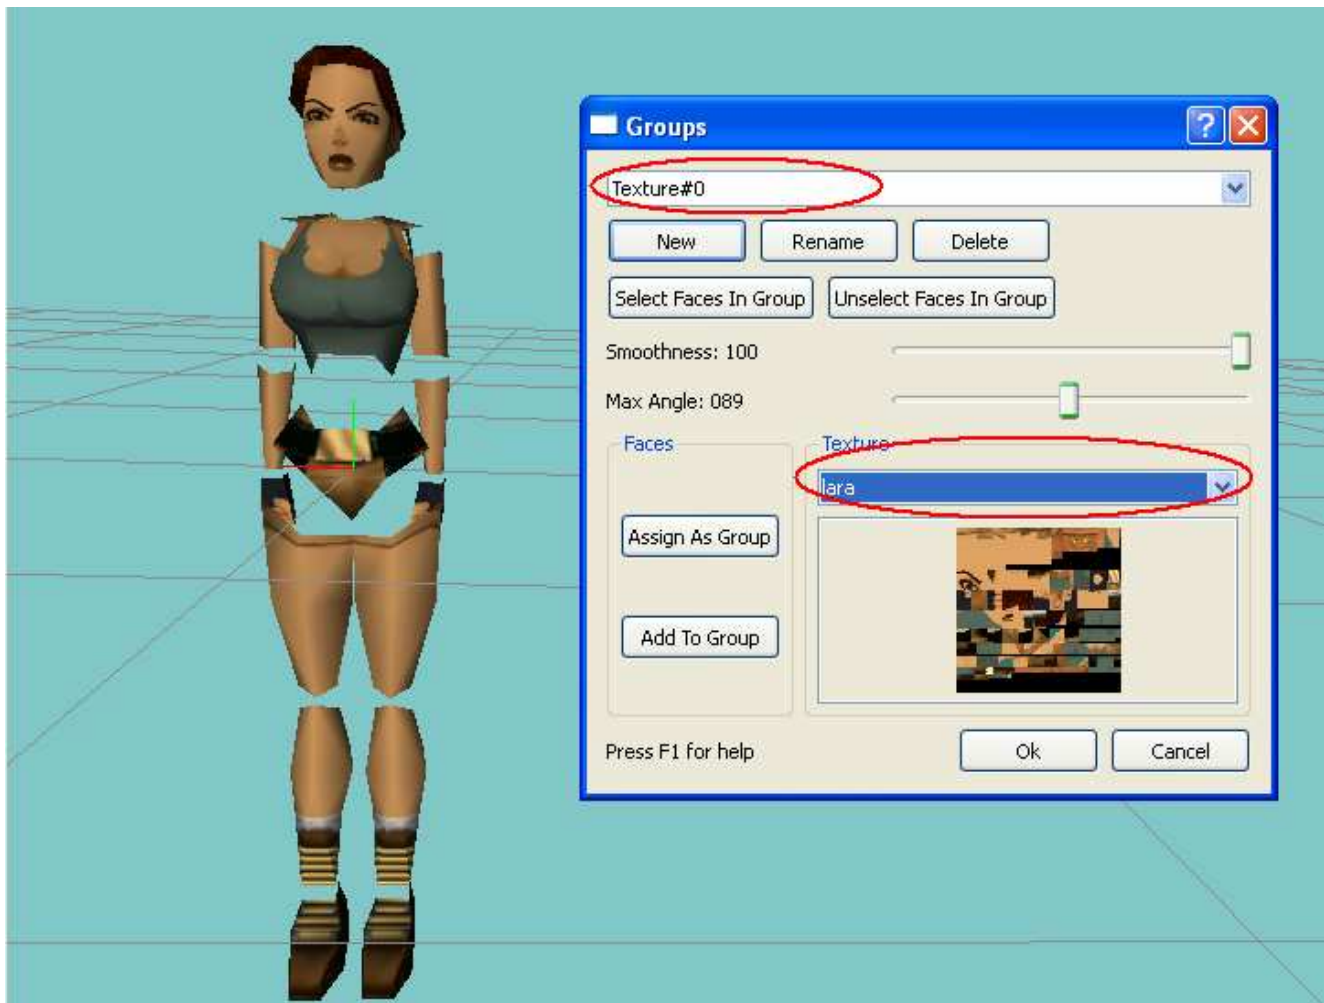 Groups
Texture#0
New Rename Delete
Select Faces In Group Unselect Faces In Group
Smoothness: 100
Max Angle: 089
Faces Texture
lara
Assign As Group
Add To Group
Press F1 for help Ok Cancel